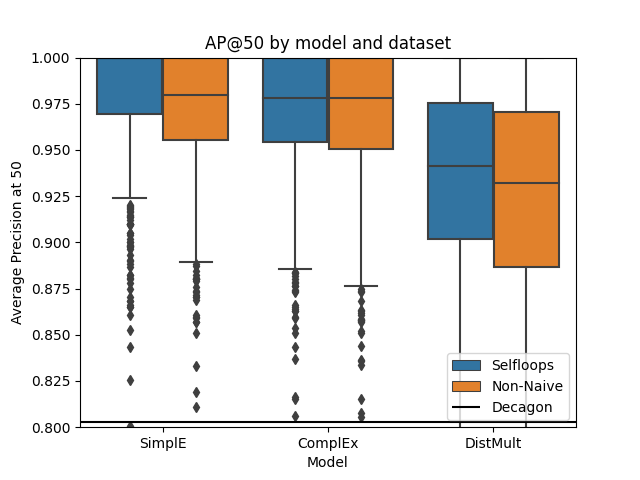 AP@50 by model and dataset
1.000
0.975
0.950
0.925
0.900
0.875
0.850
0.825
0.800
Average Precision at 50
Selfloops
Non-Naive
Decagon
SimplE
ComplEx
DistMult
Model